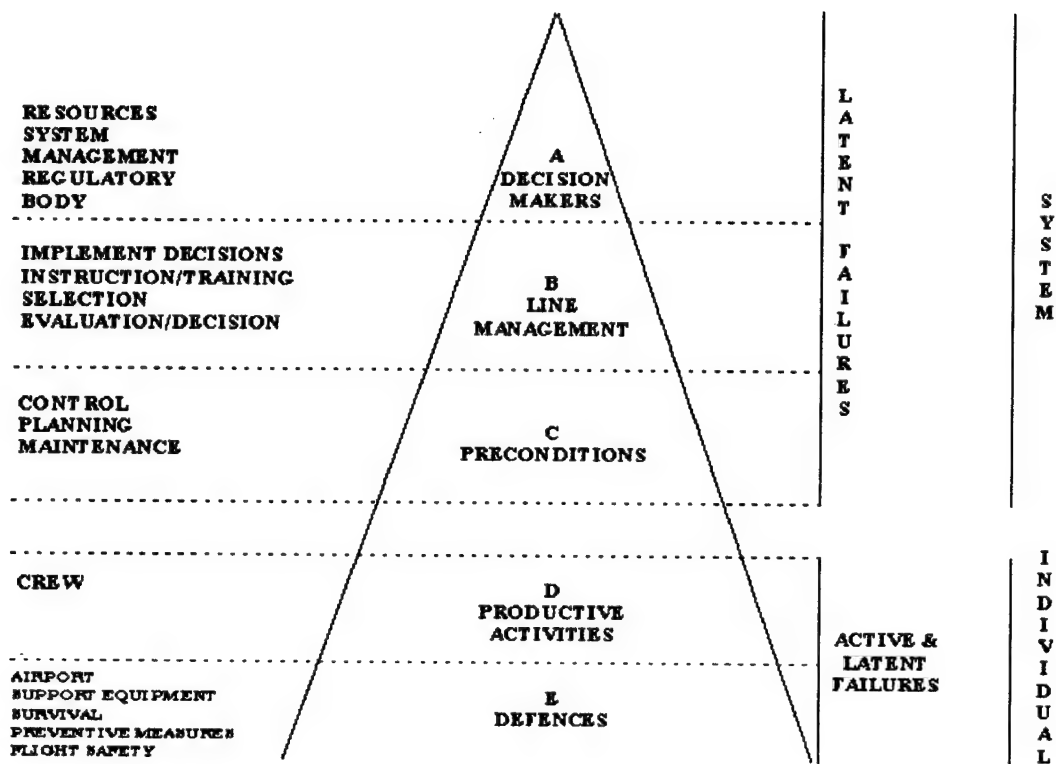 RESOURCES
SYSTEM
MANAGEMENT
REGULATORY
BODY
A
DECISION
MAKERS
IMPLEMENT DECISIONS
INSTRUCTION/TRAINING
SELECTION
EVALUATION/DECISION
B
LINE
MANAGEMENT
CONTROL
PLANNING
MAINTENANCE
C
PRECONDITIONS
LATENT FAILURES
SYSTEM
CREW
D
PRODUCTIVE
ACTIVITIES
AIRPORT
SUPPORT EQUIPMENT
SURVIVAL
PREVENTIVE MEASURES
FLIGHT SAFETY
E
DEFENCES
ACTIVE &
LATENT
FAILURES
INDIVIDUAL